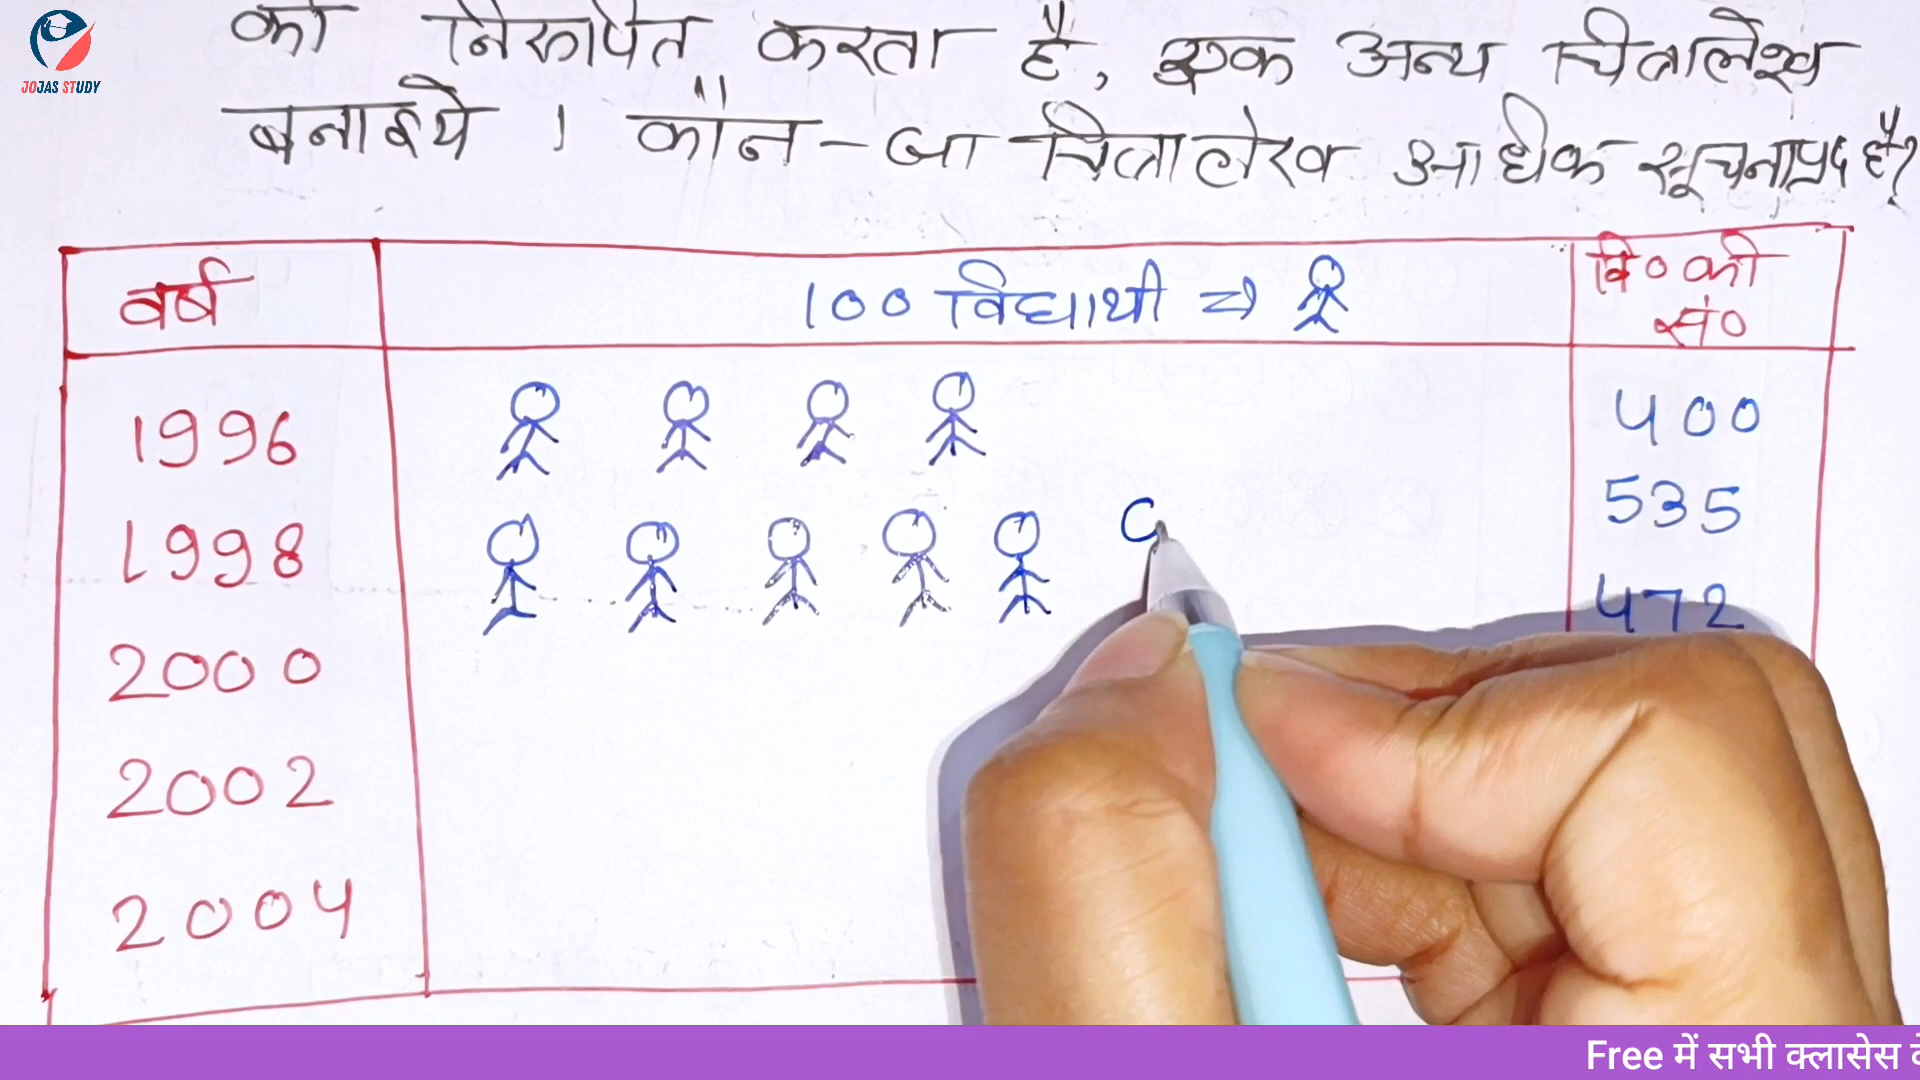 JOJAS STUDY
को निरूपित करता है, एक अन्य चित्रालेख
बनाइये । कौन-सा चित्रालेख अधिक सूचनाप्रद है?
वर्ष 100 विद्यार्थी => वि० की सं०
1996 400
1998 535
2000 472
2002
2004
Free में सभी क्लासेस